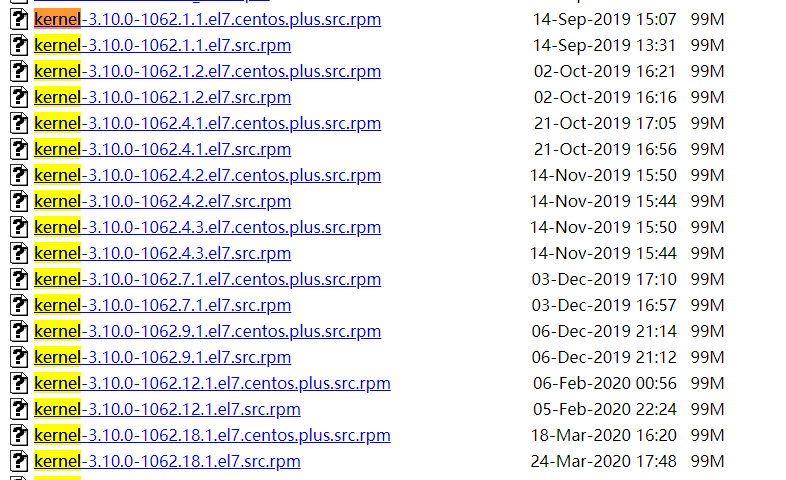 kernel-3.10.0-1062.1.1.el7.centos.plus.src.rpm 14-Sep-2019 15:07 99M
kernel-3.10.0-1062.1.1.el7.src.rpm 14-Sep-2019 13:31 99M
kernel-3.10.0-1062.1.2.el7.centos.plus.src.rpm 02-Oct-2019 16:21 99M
kernel-3.10.0-1062.1.2.el7.src.rpm 02-Oct-2019 16:16 99M
kernel-3.10.0-1062.4.1.el7.centos.plus.src.rpm 21-Oct-2019 17:05 99M
kernel-3.10.0-1062.4.1.el7.src.rpm 21-Oct-2019 16:56 99M
kernel-3.10.0-1062.4.2.el7.centos.plus.src.rpm 14-Nov-2019 15:50 99M
kernel-3.10.0-1062.4.2.el7.src.rpm 14-Nov-2019 15:44 99M
kernel-3.10.0-1062.4.3.el7.centos.plus.src.rpm 14-Nov-2019 15:50 99M
kernel-3.10.0-1062.4.3.el7.src.rpm 14-Nov-2019 15:44 99M
kernel-3.10.0-1062.7.1.el7.centos.plus.src.rpm 03-Dec-2019 17:10 99M
kernel-3.10.0-1062.7.1.el7.src.rpm 03-Dec-2019 16:57 99M
kernel-3.10.0-1062.9.1.el7.centos.plus.src.rpm 06-Dec-2019 21:14 99M
kernel-3.10.0-1062.9.1.el7.src.rpm 06-Dec-2019 21:12 99M
kernel-3.10.0-1062.12.1.el7.centos.plus.src.rpm 06-Feb-2020 00:56 99M
kernel-3.10.0-1062.12.1.el7.src.rpm 05-Feb-2020 22:24 99M
kernel-3.10.0-1062.18.1.el7.centos.plus.src.rpm 18-Mar-2020 16:20 99M
kernel-3.10.0-1062.18.1.el7.src.rpm 24-Mar-2020 17:48 99M